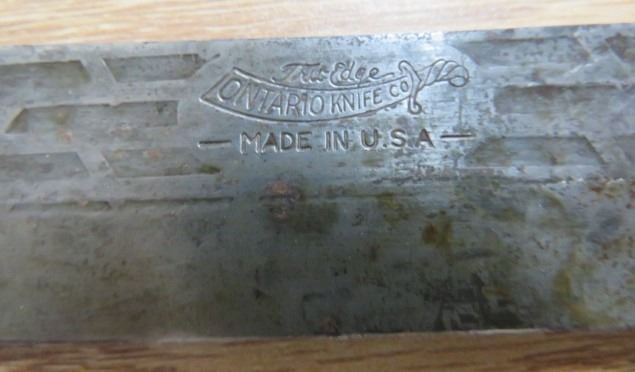 Tru Edge
ONTARIO KNIFE CO
— MADE IN U.S.A —